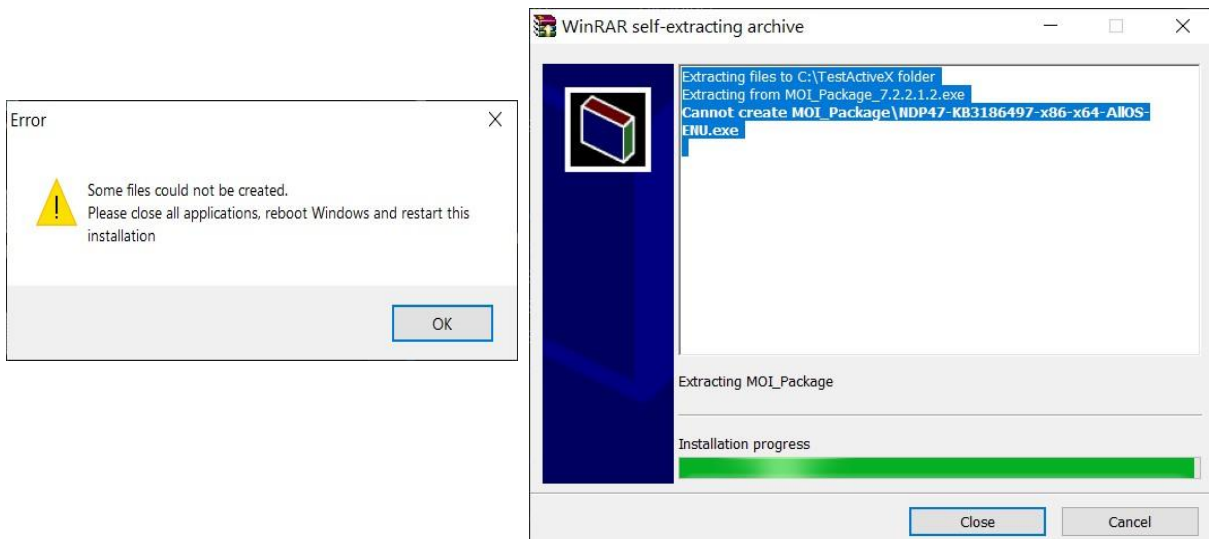 Error
Some files could not be created.
Please close all applications, reboot Windows and restart this
installation
OK
WinRAR self-extracting archive
Extracting files to C:\TestActiveX folder
Extracting from MOI_Package_7.2.2.1.2.exe
Cannot create MOI_Package\NDP47-KB3186497-x86-x64-AllOS-
ENU.exe
Extracting MOI_Package
Installation progress
Close
Cancel